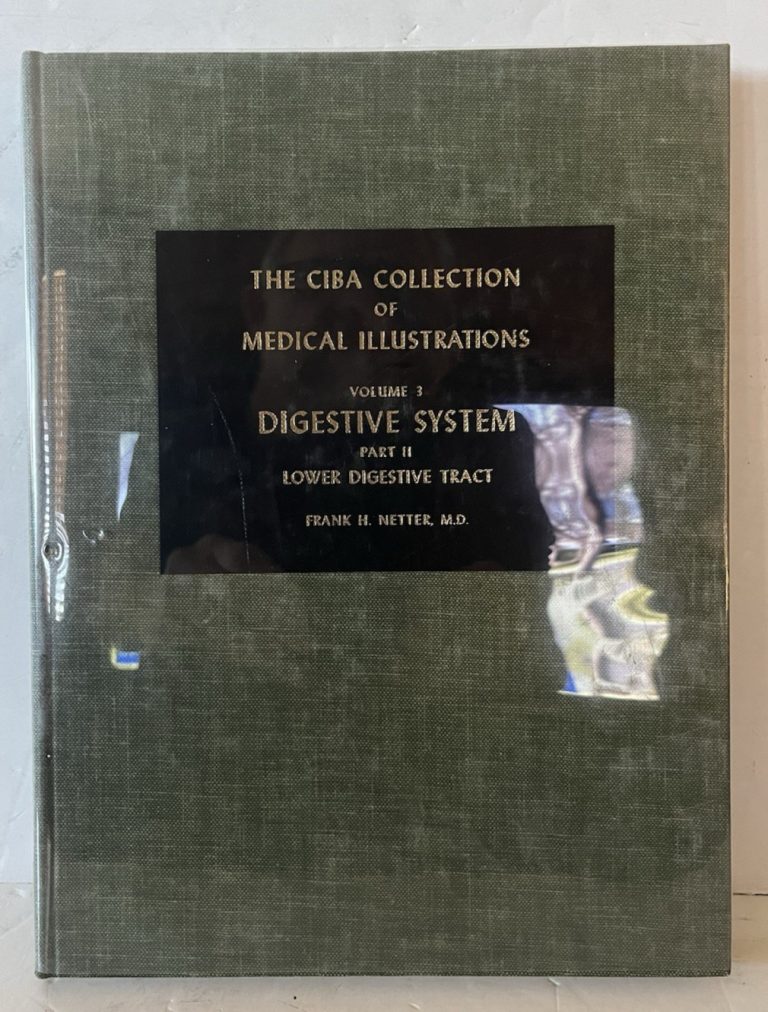 THE CIBA COLLECTION
OF
MEDICAL ILLUSTRATIONS
VOLUME 3
DIGESTIVE SYSTEM
PART II
LOWER DIGESTIVE TRACT
FRANK H. NETTER, M.D.